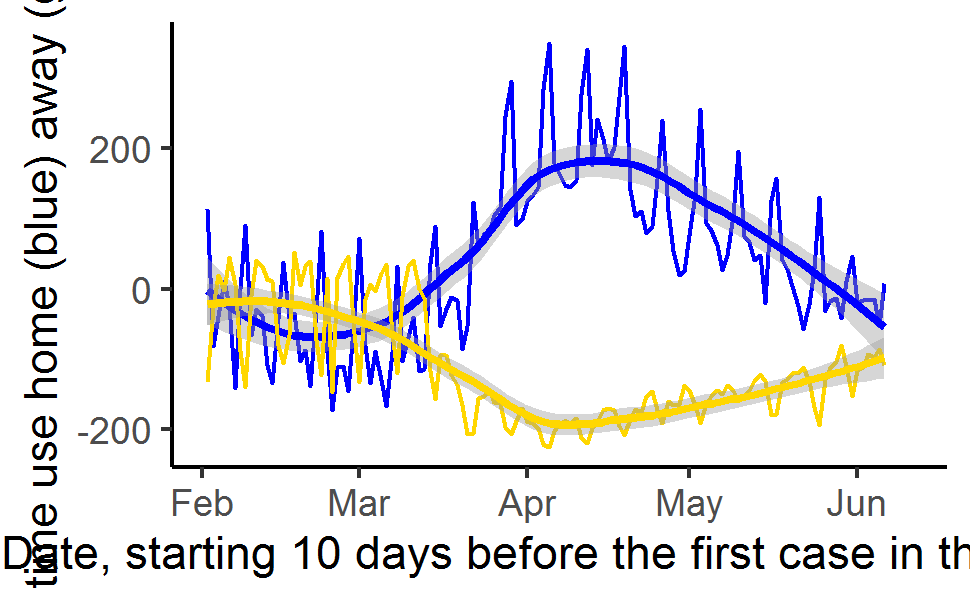 time use home (blue) away (
200
0
-200
Feb Mar Apr May Jun
Date, starting 10 days before the first case in th